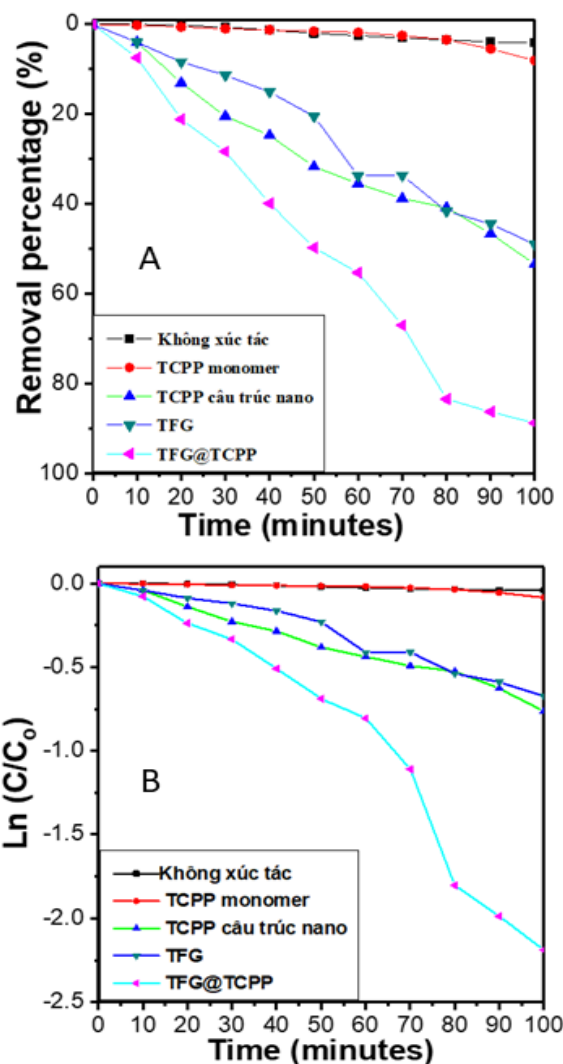 0
20
40
60
80
100
Removal percentage (%)
A
Không xúc tác
TCPP monomer
TCPP câu trúc nano
TFG
TFG@TCPP
0 10 20 30 40 50 60 70 80 90 100
Time (minutes)
0.0
-0.5
-1.0
-1.5
-2.0
-2.5
Ln (C/Co)
B
Không xúc tác
TCPP monomer
TCPP câu trúc nano
TFG
TFG@TCPP
0 10 20 30 40 50 60 70 80 90 100
Time (minutes)